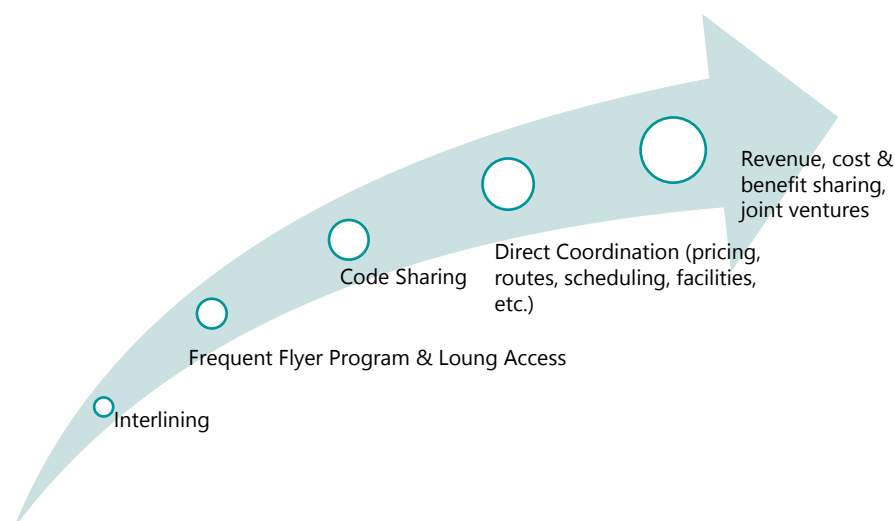 Revenue, cost &
benefit sharing,
joint ventures
Direct Coordination (pricing,
routes, scheduling, facilities,
etc.)
Code Sharing
Frequent Flyer Program & Loung Access
Interlining